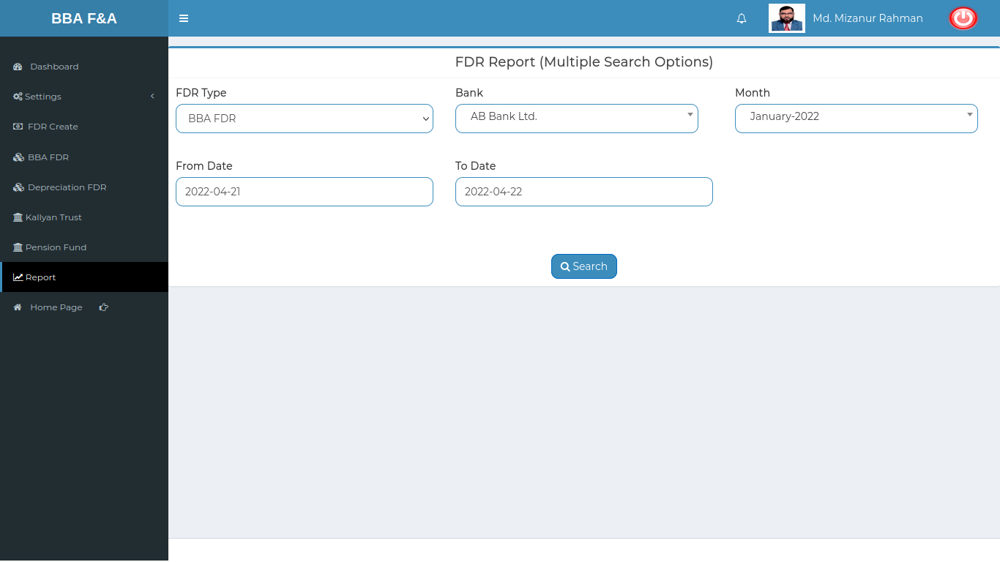 BBA F&A
Md. Mizanur Rahman
Dashboard
Settings
FDR Create
BBA FDR
Depreciation FDR
Kallyan Trust
Pension Fund
Report
Home Page
FDR Report (Multiple Search Options)
FDR Type Bank Month
BBA FDR AB Bank Ltd. January-2022
From Date To Date
2022-04-21 2022-04-22
Search